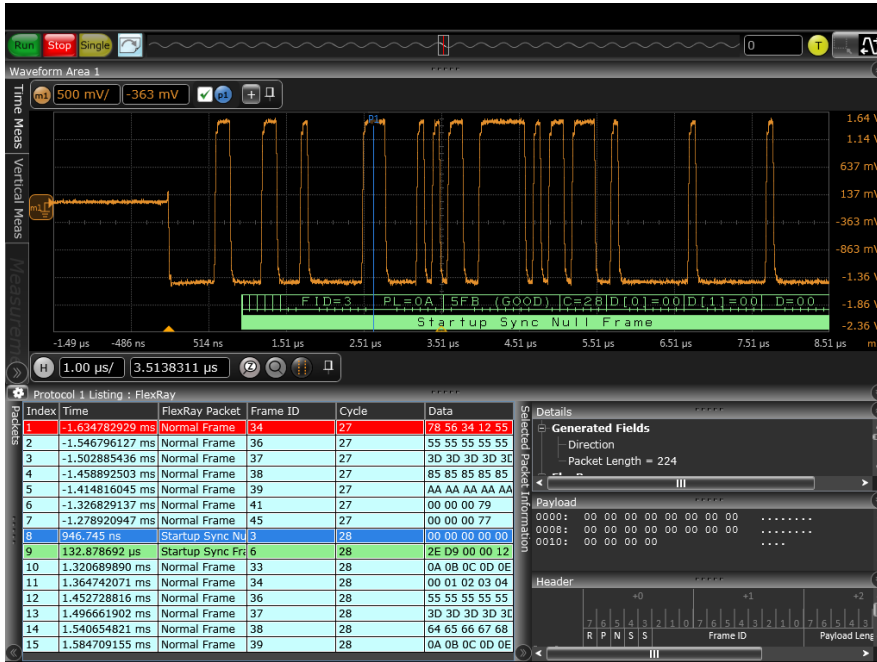 Run Stop Single 0 T
Waveform Area 1
Time Meas
Vertical Meas
Measurements
m1 500 mV/ -363 mV p1 +
P1
1.64 V
1.14 V
637 mV
137 mV
-363 mV
-863 mV
-1.36 V
-1.86 V
-2.36 V
m1
FID=3 PL=0A 5FB (GOOD) C=28 D[0]=00 D[1]=00 D=00
Startup Sync Null Frame
-1.49 µs -486 ns 514 ns 1.51 µs 2.51 µs 3.51 µs 4.51 µs 5.51 µs 6.51 µs 7.51 µs 8.51 µs m
H 1.00 µs/ 3.5138311 µs Z
Protocol 1 Listing : FlexRay
Packets
Index Time FlexRay Packet Frame ID Cycle Data
1 -1.634782929 ms Normal Frame 34 27 78 56 34 12 55
2 -1.546796127 ms Normal Frame 36 27 55 55 55 55 55
3 -1.502885436 ms Normal Frame 37 27 3D 3D 3D 3D 3D
4 -1.458892503 ms Normal Frame 38 27 85 85 85 85 85
5 -1.414816045 ms Normal Frame 39 27 AA AA AA AA AA
6 -1.326829137 ms Normal Frame 41 27 00 00 00 79
7 -1.278920947 ms Normal Frame 45 27 00 00 00 77
8 946.745 ns Startup Sync Nu 3 28 00 00 00 00 00
9 132.878692 µs Startup Sync Fra 6 28 2E D9 00 00 12
10 1.320689890 ms Normal Frame 33 28 0A 0B 0C 0D 0E
11 1.364742071 ms Normal Frame 34 28 00 01 02 03 04
12 1.452728816 ms Normal Frame 36 28 55 55 55 55 55
13 1.496661902 ms Normal Frame 37 28 3D 3D 3D 3D 3D
14 1.540654821 ms Normal Frame 38 28 64 65 66 67 68
15 1.584709155 ms Normal Frame 39 28 0A 0B 0C 0D 0E
Selected Packet Information
Details
Generated Fields
Direction
Packet Length = 224
Payload
0000: 00 00 00 00 00 00 00 00 ........
0008: 00 00 00 00 00 00 00 00 ........
0010: 00 00 00 00 ....
Header
+0 +1 +2
7 6 5 4 3 2 1 0 7 6 5 4 3 2 1 0 7 6 5 4 3
R P N S S Frame ID Payload Leng